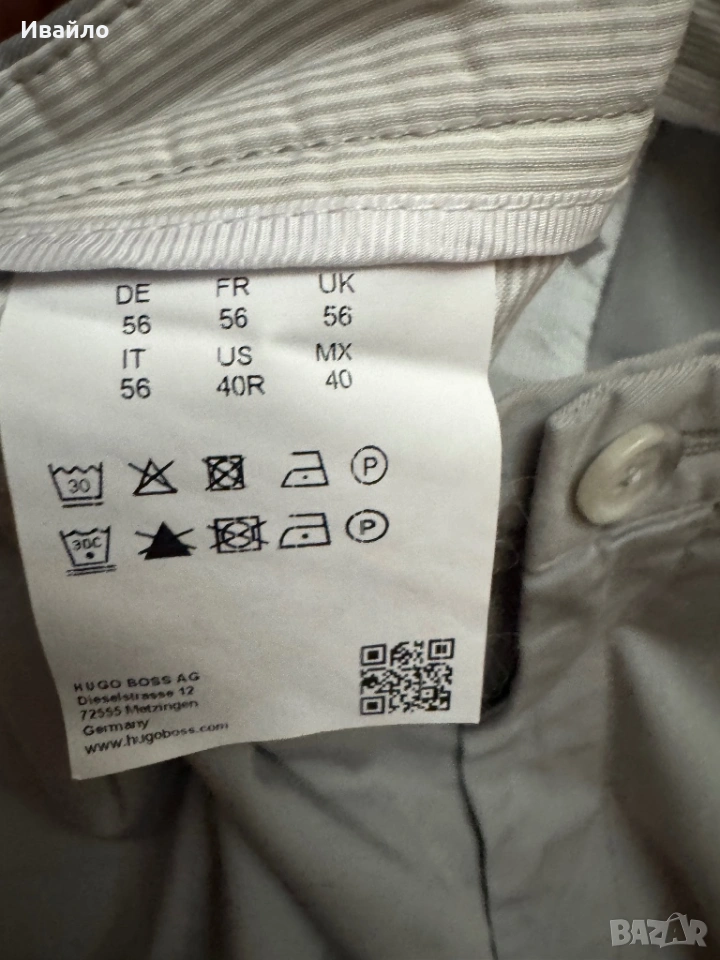 Ивайло
DE FR UK
56 56 56
IT US MX
56 40R 40
30 P
30C P
HUGO BOSS AG
Dieselstrasse 12
72555 Metzingen
Germany
www.hugoboss.com
BAZAR